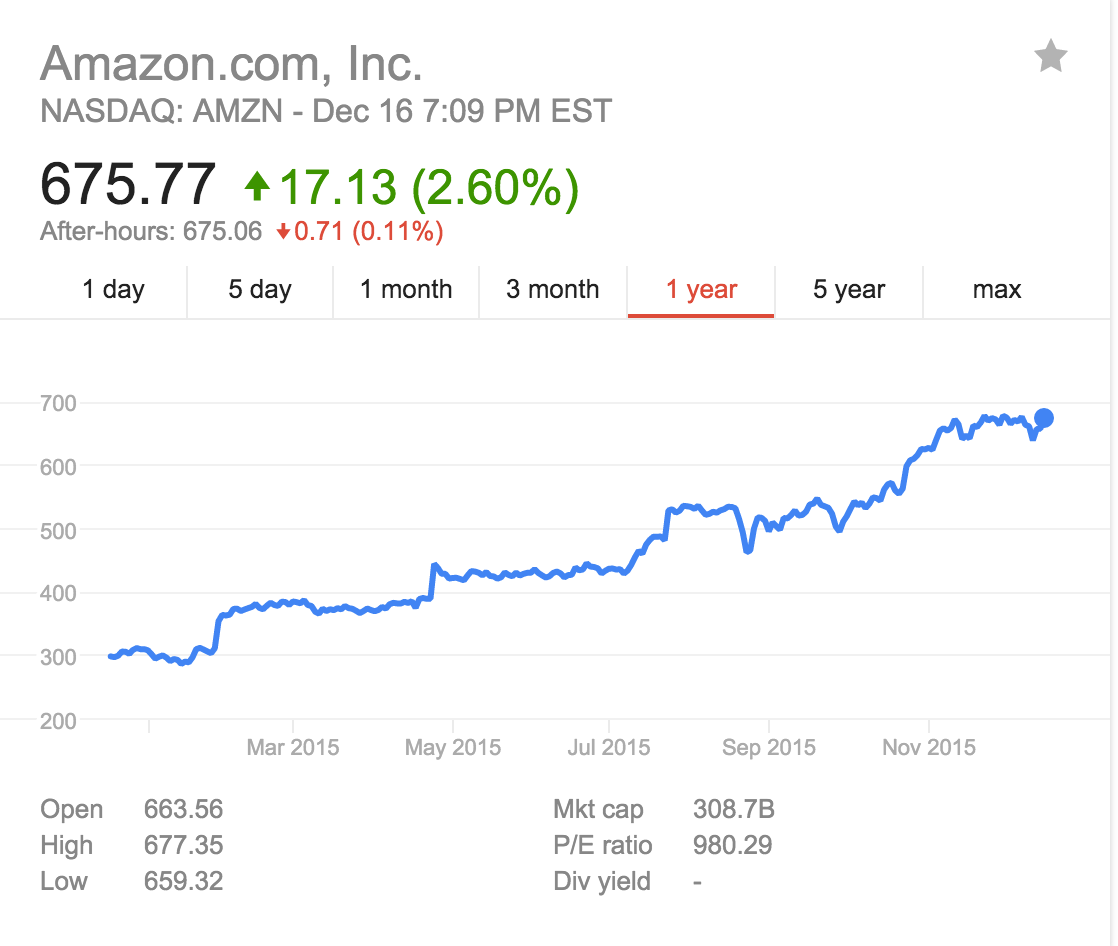 Amazon.com, Inc.
NASDAQ: AMZN - Dec 16 7:09 PM EST
675.77 17.13 (2.60%)
After-hours: 675.06 0.71 (0.11%)
1 day 5 day 1 month 3 month 1 year 5 year max
700
600
500
400
300
200
Mar 2015 May 2015 Jul 2015 Sep 2015 Nov 2015
Open 663.56 Mkt cap 308.7B
High 677.35 P/E ratio 980.29
Low 659.32 Div yield -